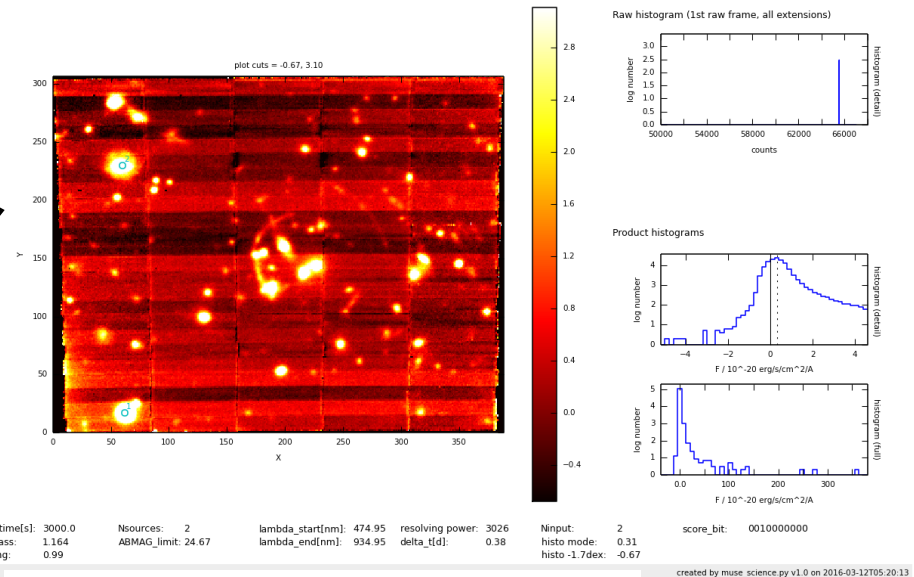 Raw histogram (1st raw frame, all extensions)
3.0
2.5
2.0
1.5
1.0
0.5
0.0
log number
histogram (detail)
50000 54000 58000 62000 66000
counts
plot cuts = -0.67, 3.10
300
250
200
150
100
50
0
Y
0 50 100 150 200 250 300 350
X
2
1
2.8
2.4
2.0
1.6
1.2
0.8
0.4
0.0
−0.4
Product histograms
4
3
2
1
0
log number
histogram (detail)
−4 −2 0 2 4
F / 10^-20 erg/s/cm^2/A
5
4
3
2
1
0
log number
histogram (full)
0.0 100 200 300
F / 10^-20 erg/s/cm^2/A
time[s]: 3000.0 Nsources: 2 lambda_start[nm]: 474.95 resolving power: 3026 Ninput: 2 score_bit: 0010000000
ass: 1.164 ABMAG_limit: 24.67 lambda_end[nm]: 934.95 delta_t[d]: 0.38 histo mode: 0.31
ng: 0.99 histo -1.7dex: -0.67
created by muse_science.py v1.0 on 2016-03-12T05:20:13